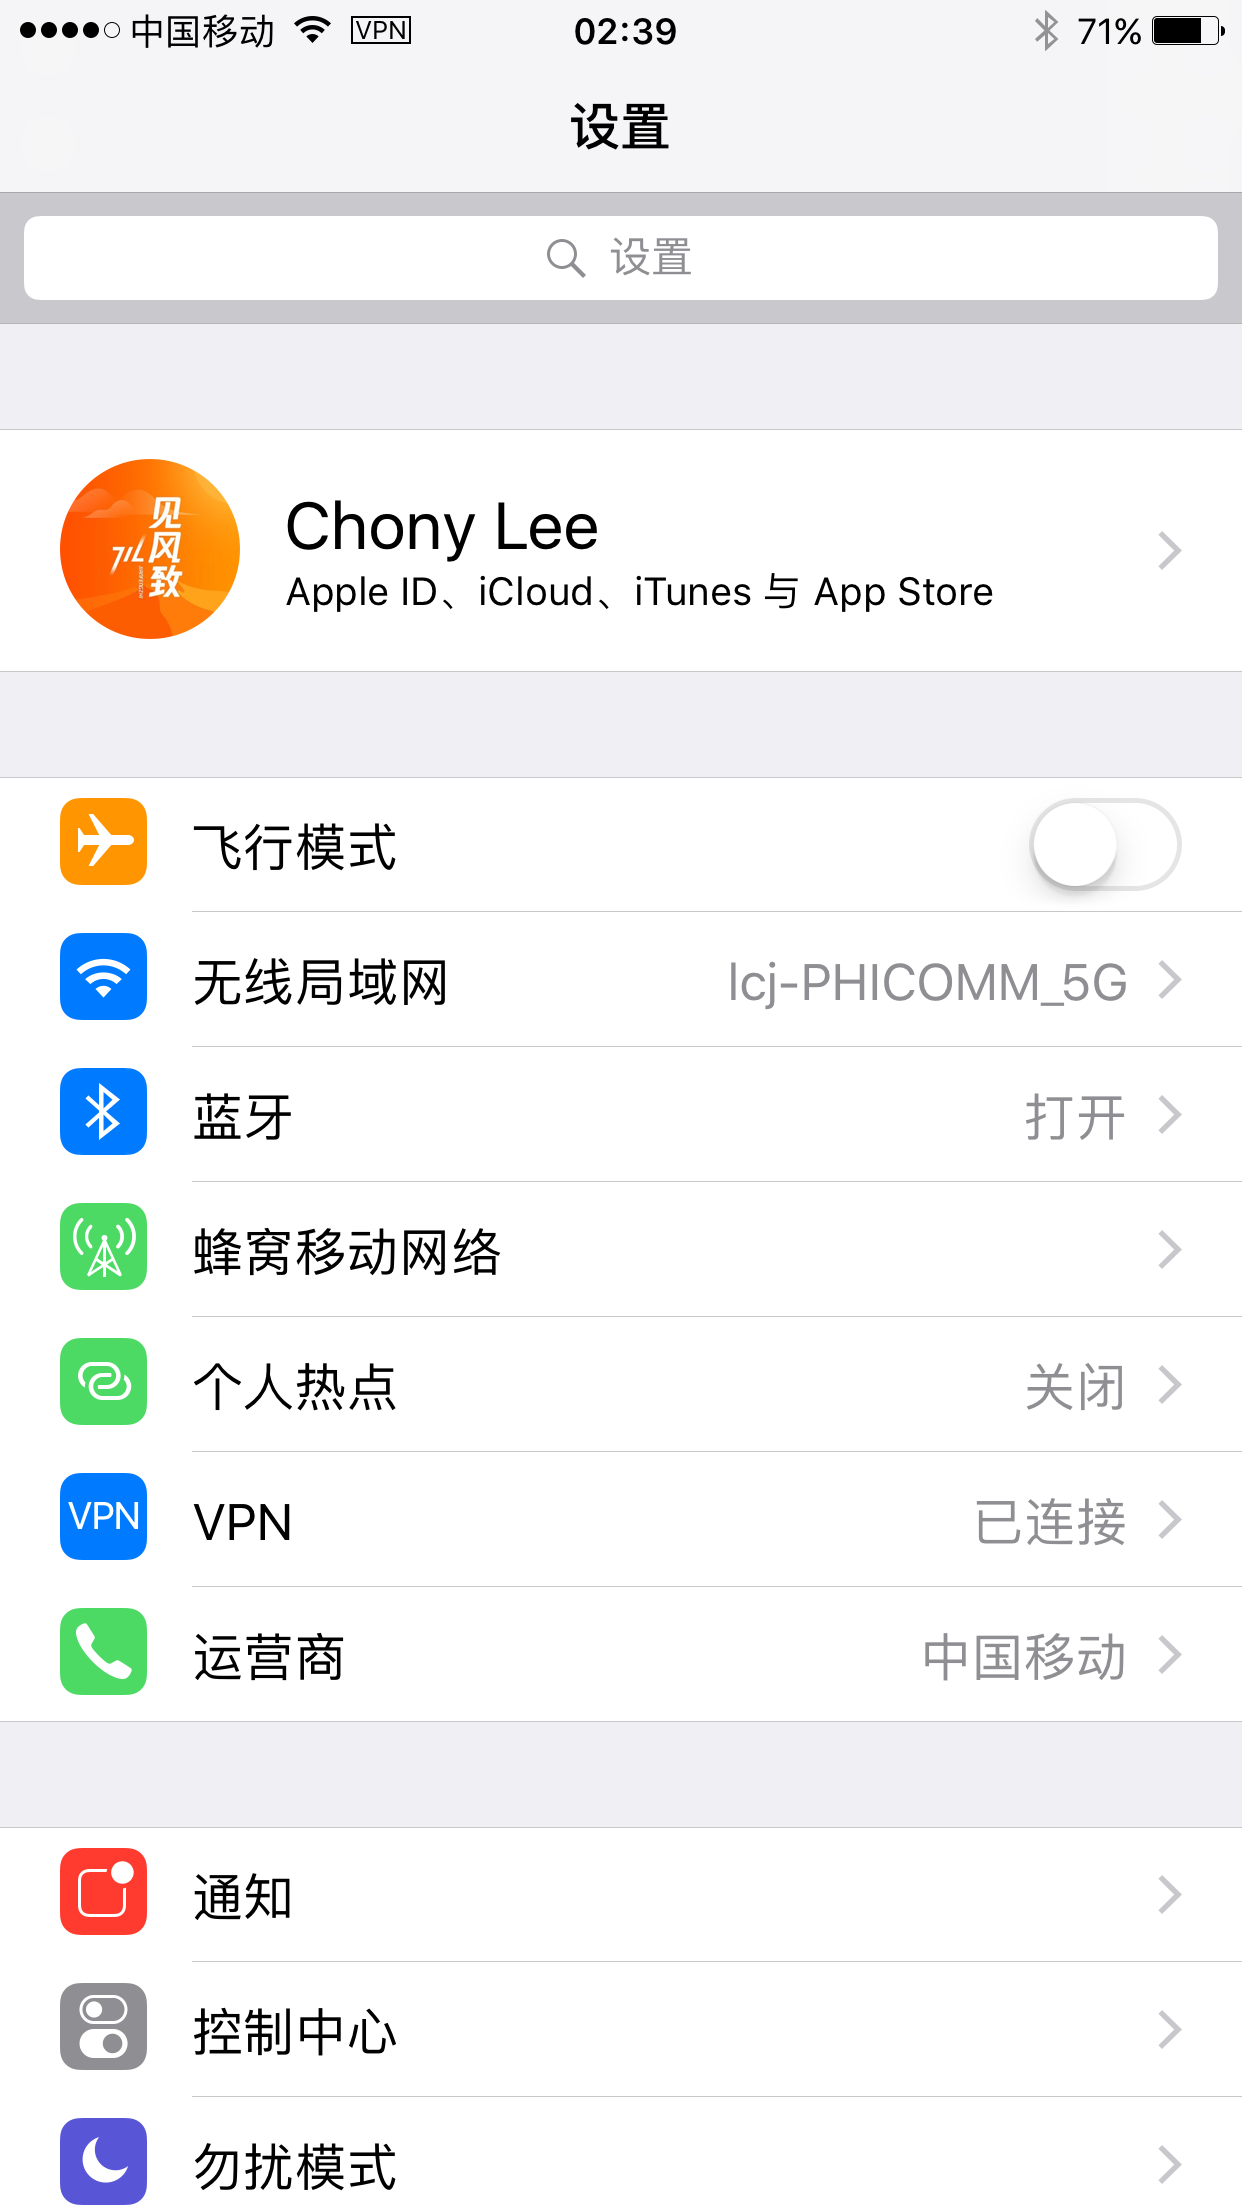 中国移动 VPN 02:39 71%
设置
设置
见
风
致
Chony Lee
Apple ID、iCloud、iTunes 与 App Store
飞行模式
无线局域网 lcj-PHICOMM_5G
蓝牙 打开
蜂窝移动网络
个人热点 关闭
VPN VPN 已连接
运营商 中国移动
通知
控制中心
勿扰模式